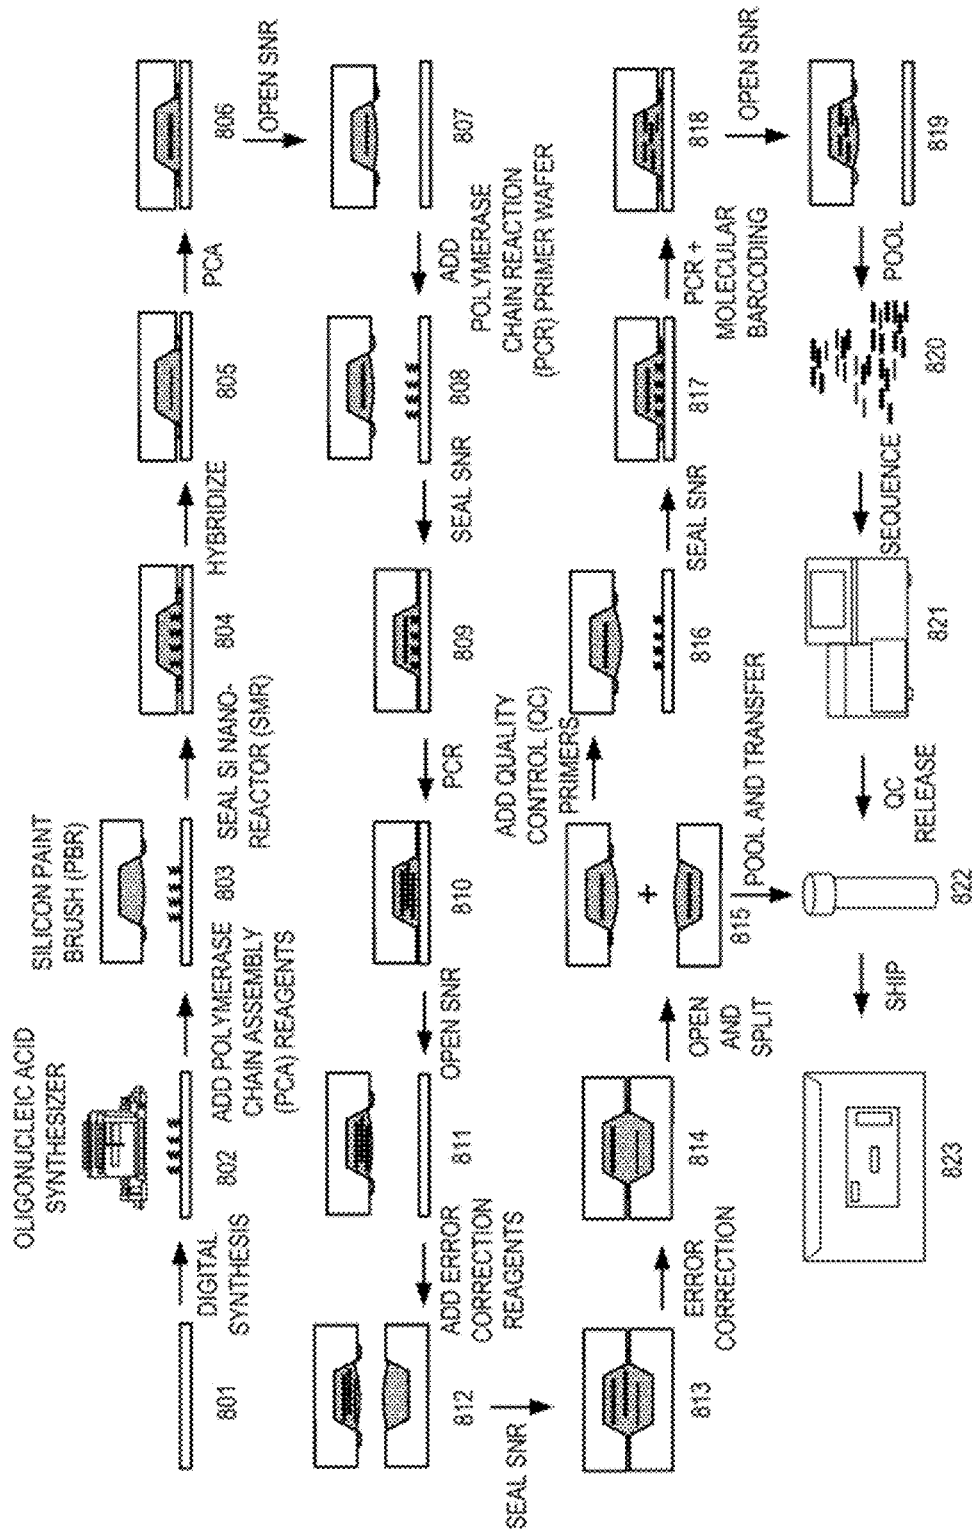 OLIGONUCLEIC ACID
SYNTHESIZER
SILICON PAINT
BRUSH (PBR)
801
DIGITAL
SYNTHESIS
802
ADD POLYMERASE
CHAIN ASSEMBLY
(PCA) REAGENTS
803
SEAL SI NANO-
REACTOR (SMR)
804
HYBRIDIZE
805
PCA
806
OPEN SNR
807
ADD
POLYMERASE
CHAIN REACTION
(PCR) PRIMER WAFER
808
SEAL SNR
809
PCR
810
OPEN SNR
811
ADD ERROR
CORRECTION
REAGENTS
812
SEAL SNR
813
ERROR
CORRECTION
814
OPEN
AND
SPLIT
+
815
ADD QUALITY
CONTROL (QC)
PRIMERS
816
SEAL SNR
817
PCR +
MOLECULAR
BARCODING
818
OPEN SNR
819
POOL
820
SEQUENCE
821
QC
RELEASE
POOL AND TRANSFER
822
SHIP
823